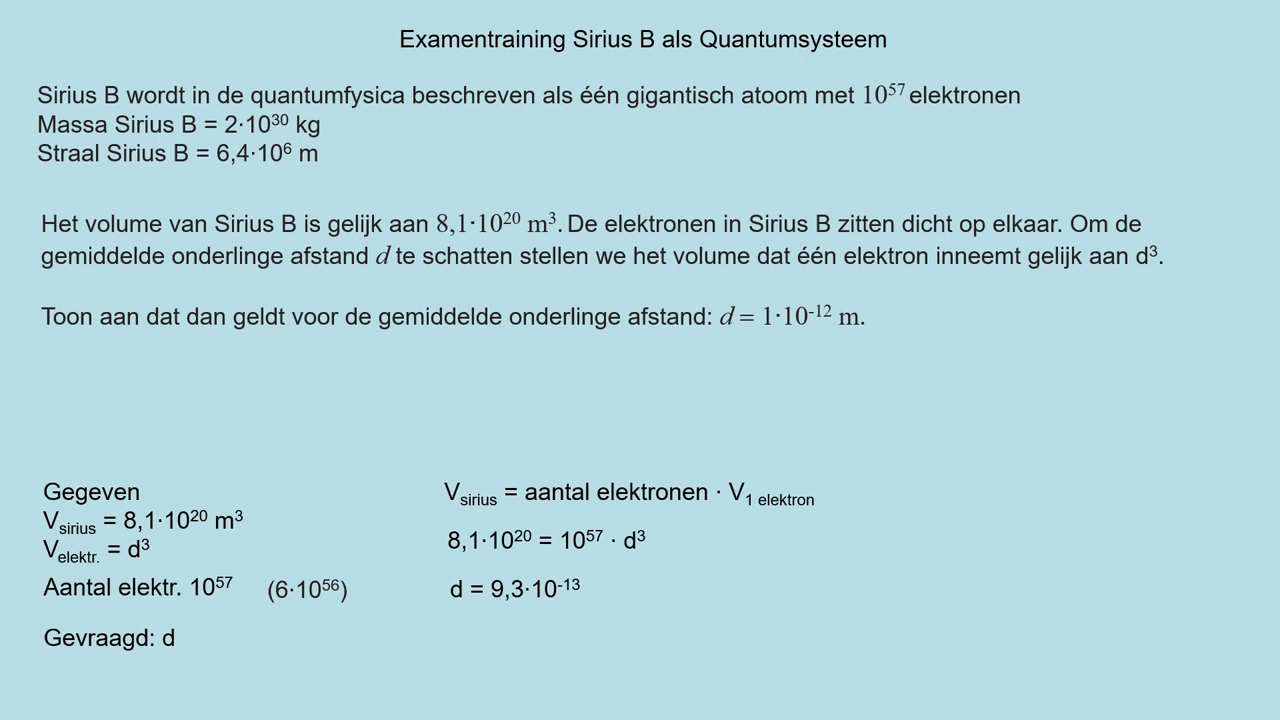 Examentraining Sirius B als Quantumsysteem
Sirius B wordt in de quantumfysica beschreven als één gigantisch atoom met 10⁵⁷ elektronen
Massa Sirius B = 2·10³⁰ kg
Straal Sirius B = 6,4·10⁶ m
Het volume van Sirius B is gelijk aan 8,1·10²⁰ m³. De elektronen in Sirius B zitten dicht op elkaar. Om de
gemiddelde onderlinge afstand d te schatten stellen we het volume dat één elektron inneemt gelijk aan d³.
Toon aan dat dan geldt voor de gemiddelde onderlinge afstand: d = 1·10⁻¹² m.
Gegeven
V_sirius = 8,1·10²⁰ m³
V_elektr. = d³
Aantal elektr. 10⁵⁷ (6·10⁵⁶)
Gevraagd: d
V_sirius = aantal elektronen · V_1 elektron
8,1·10²⁰ = 10⁵⁷ · d³
d = 9,3·10⁻¹³